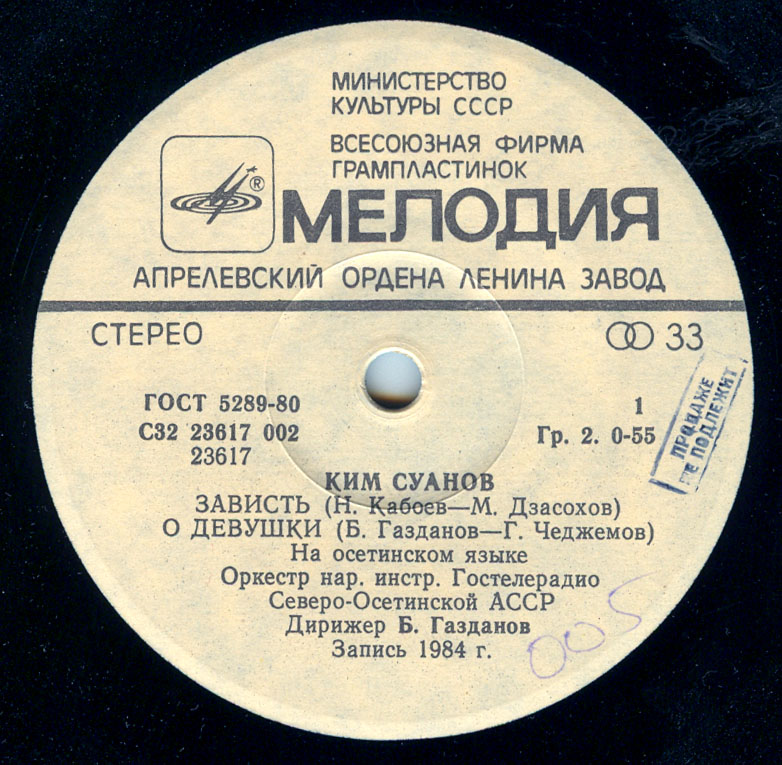 МИНИСТЕРСТВО
КУЛЬТУРЫ СССР
ВСЕСОЮЗНАЯ ФИРМА
ГРАМПЛАСТИНОК
®
МЕЛОДИЯ
АПРЕЛЕВСКИЙ ОРДЕНА ЛЕНИНА ЗАВОД
СТЕРЕО
33
ГОСТ 5289-80
1
С32 23617 002
Гр. 2. 0-55
23617
ПРОДАЖЕ
НЕ ПОДЛЕЖИТ
КИМ СУАНОВ
ЗАВИСТЬ (Н. Кабоев—М. Дзасохов)
О ДЕВУШКИ (Б. Газданов—Г. Чеджемов)
На осетинском языке
Оркестр нар. инстр. Гостелерадио
Северо-Осетинской АССР
Дирижер Б. Газданов
Запись 1984 г.
005